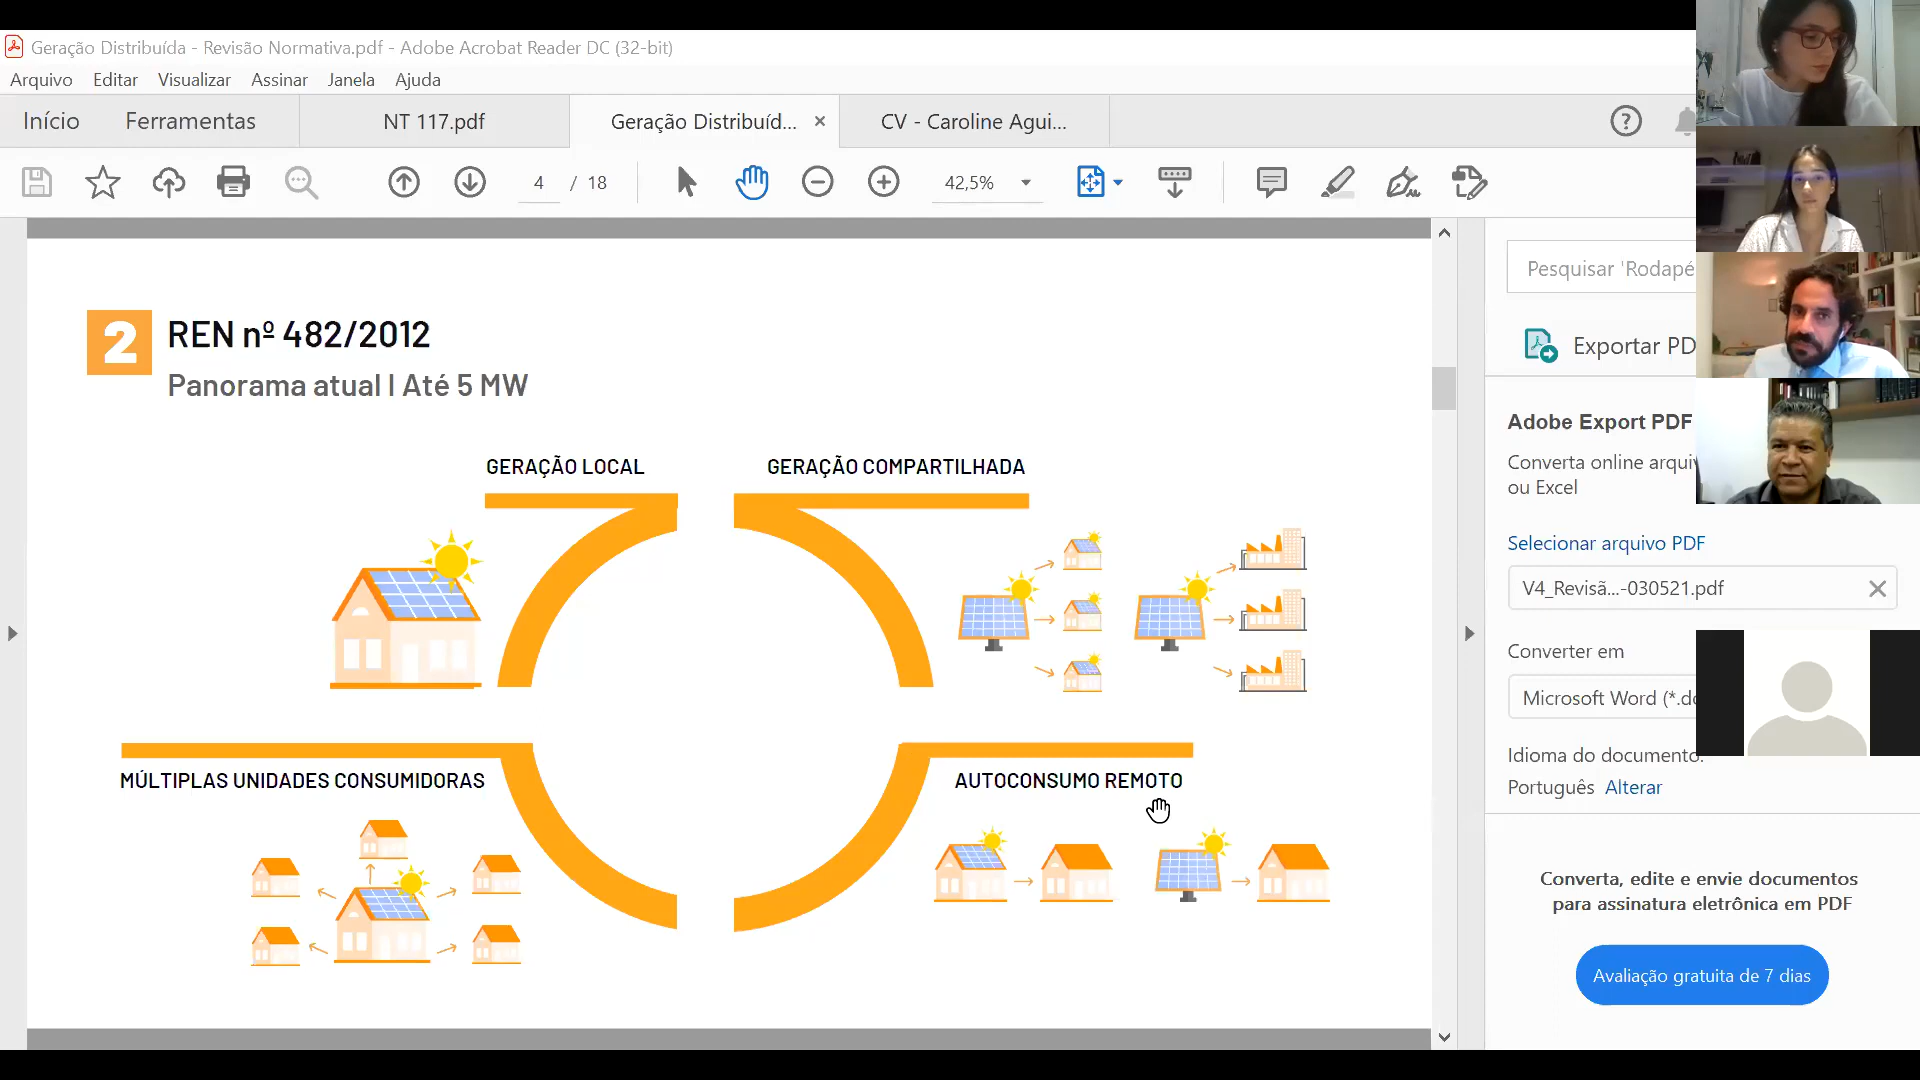 Geração Distribuída - Revisão Normativa.pdf - Adobe Acrobat Reader DC (32-bit)
Arquivo Editar Visualizar Assinar Janela Ajuda
Início Ferramentas NT 117.pdf Geração Distribuíd... × CV - Caroline Agui...
4 / 18 42,5%
2 REN nº 482/2012
Panorama atual | Até 5 MW
GERAÇÃO LOCAL
GERAÇÃO COMPARTILHADA
MÚLTIPLAS UNIDADES CONSUMIDORAS
AUTOCONSUMO REMOTO
Pesquisar 'Rodapé
Exportar PD
Adobe Export PDF
Converta online arqui
ou Excel
Selecionar arquivo PDF
V4_Revisã...-030521.pdf
Converter em
Microsoft Word (*.do
Idioma do documento:
Português Alterar
Converta, edite e envie documentos
para assinatura eletrônica em PDF
Avaliação gratuita de 7 dias